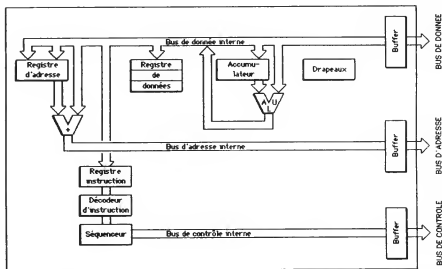 Bus de donnée interne
Buffer
BUS DE DONNEE
Registre
d'adresse
Registre
de
données
Accumu-
lateur
Drapeaux
A L U
+
Bus d'adresse interne
Buffer
BUS D'ADRESSE
Registre
instruction
Décodeur
d'instruction
Séquenceur
Bus de contrôle interne
Buffer
BUS DE CONTROLE